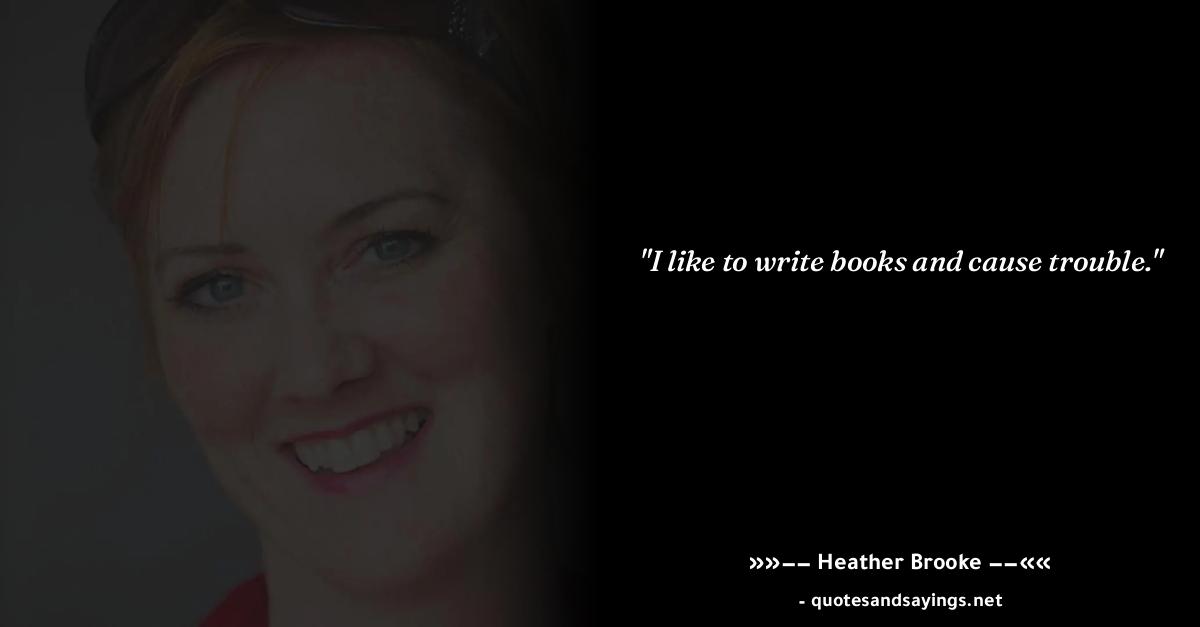 "I like to write books and cause trouble."
»»−− Heather Brooke −−««
- quotesandsayings.net